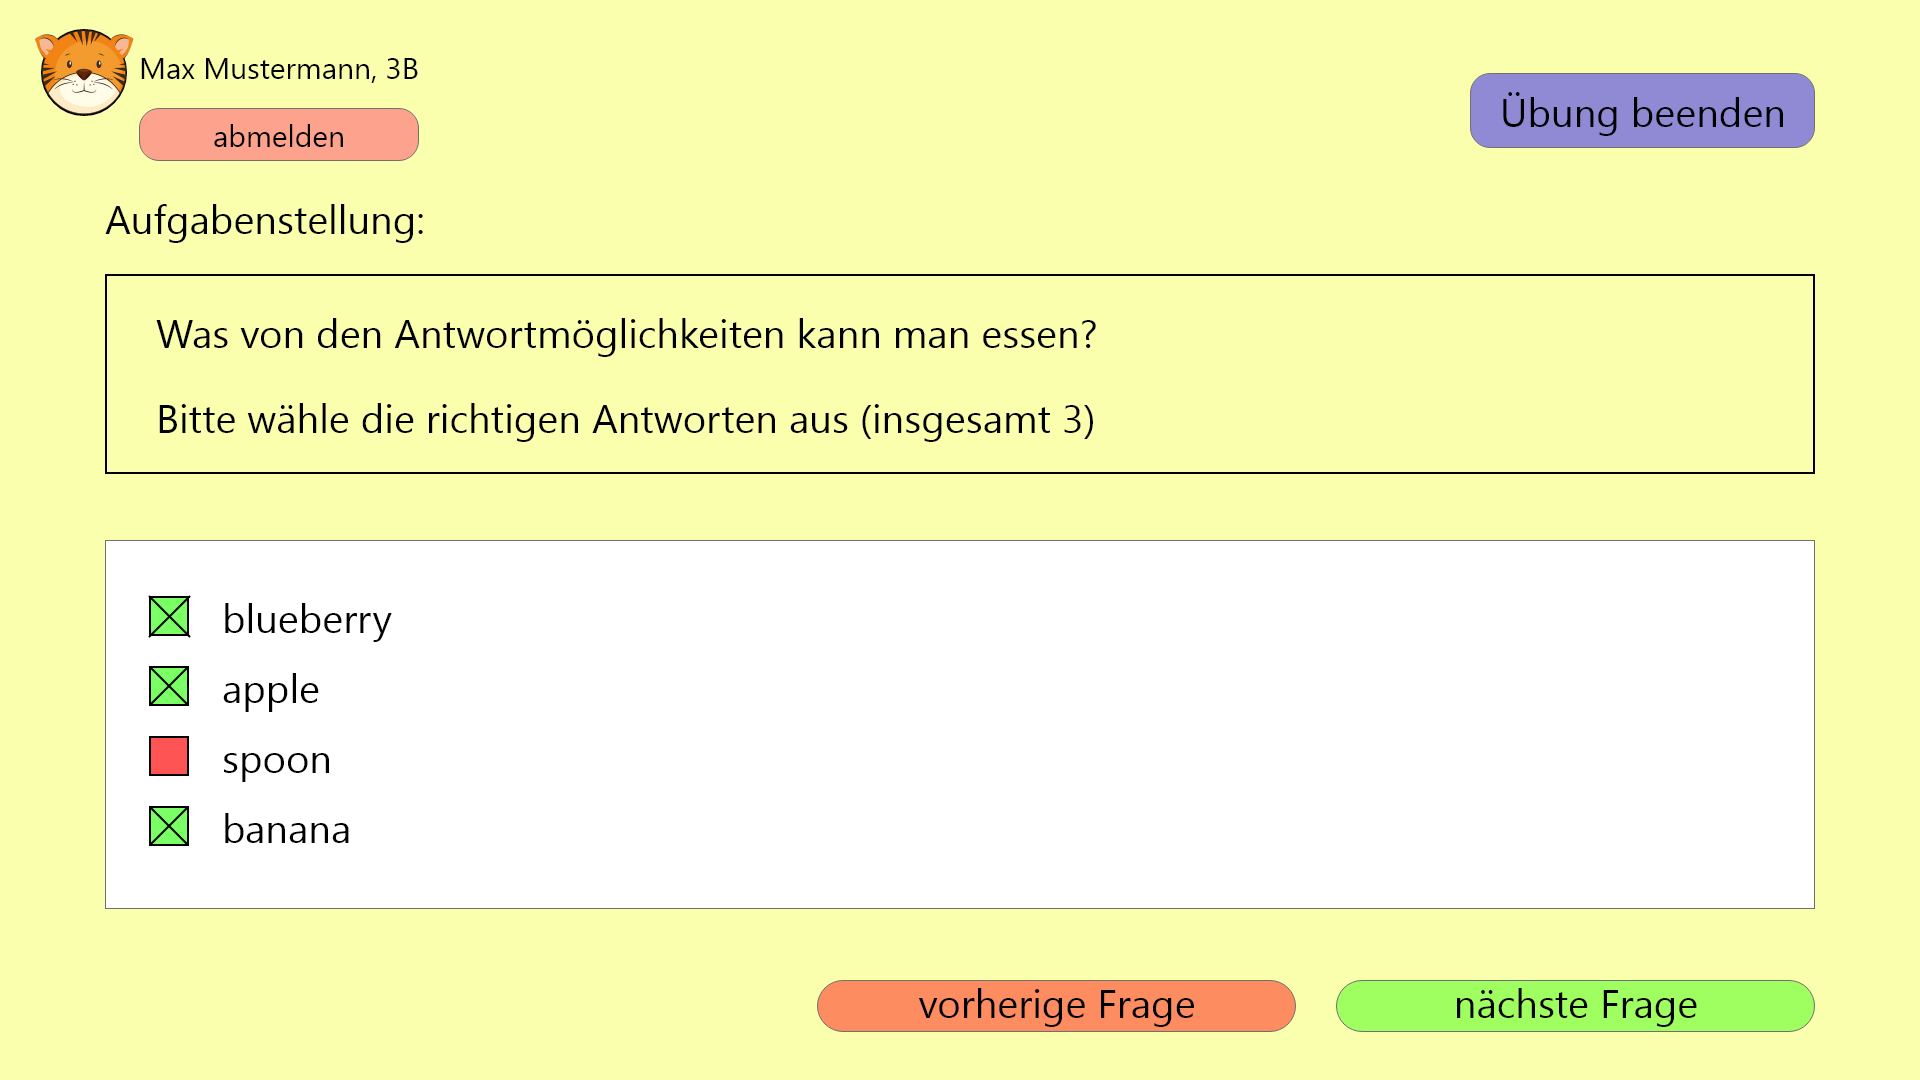 Max Mustermann, 3B
abmelden
Übung beenden
Aufgabenstellung:
Was von den Antwortmöglichkeiten kann man essen?
Bitte wähle die richtigen Antworten aus (insgesamt 3)
blueberry
apple
spoon
banana
vorherige Frage
nächste Frage